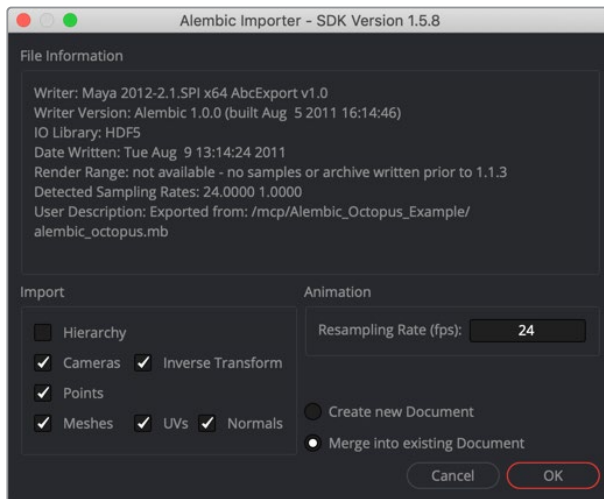 Alembic Importer - SDK Version 1.5.8
File Information
Writer: Maya 2012-2.1.SPI x64 AbcExport v1.0
Writer Version: Alembic 1.0.0 (built Aug  5 2011 16:14:46)
IO Library: HDF5
Date Written: Tue Aug  9 13:14:24 2011
Render Range: not available - no samples or archive written prior to 1.1.3
Detected Sampling Rates: 24.0000 1.0000
User Description: Exported from: /mcp/Alembic_Octopus_Example/
alembic_octopus.mb
Import
Hierarchy
Cameras Inverse Transform
Points
Meshes UVs Normals
Animation
Resampling Rate (fps): 24
Create new Document
Merge into existing Document
Cancel OK